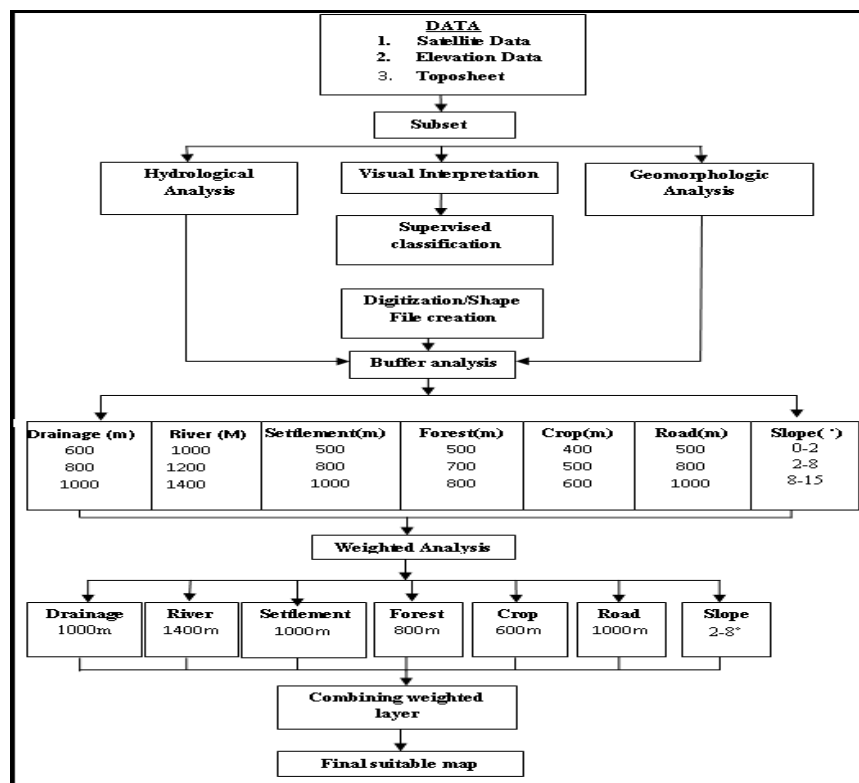 DATA
1. Satellite Data
2. Elevation Data
3. Toposheet
Subset
Hydrological
Analysis
Visual Interpretation
Geomorphologic
Analysis
Supervised
classification
Digitization/Shape
File creation
Buffer analysis
Drainage (m)
600
800
1000
River (M)
1000
1200
1400
Settlement(m)
500
800
1000
Forest(m)
500
700
800
Crop(m)
400
500
600
Road(m)
500
800
1000
Slope(°)
0-2
2-8
8-15
Weighted Analysis
Drainage
1000m
River
1400m
Settlement
1000m
Forest
800m
Crop
600m
Road
1000m
Slope
2-8°
Combining weighted
layer
Final suitable map